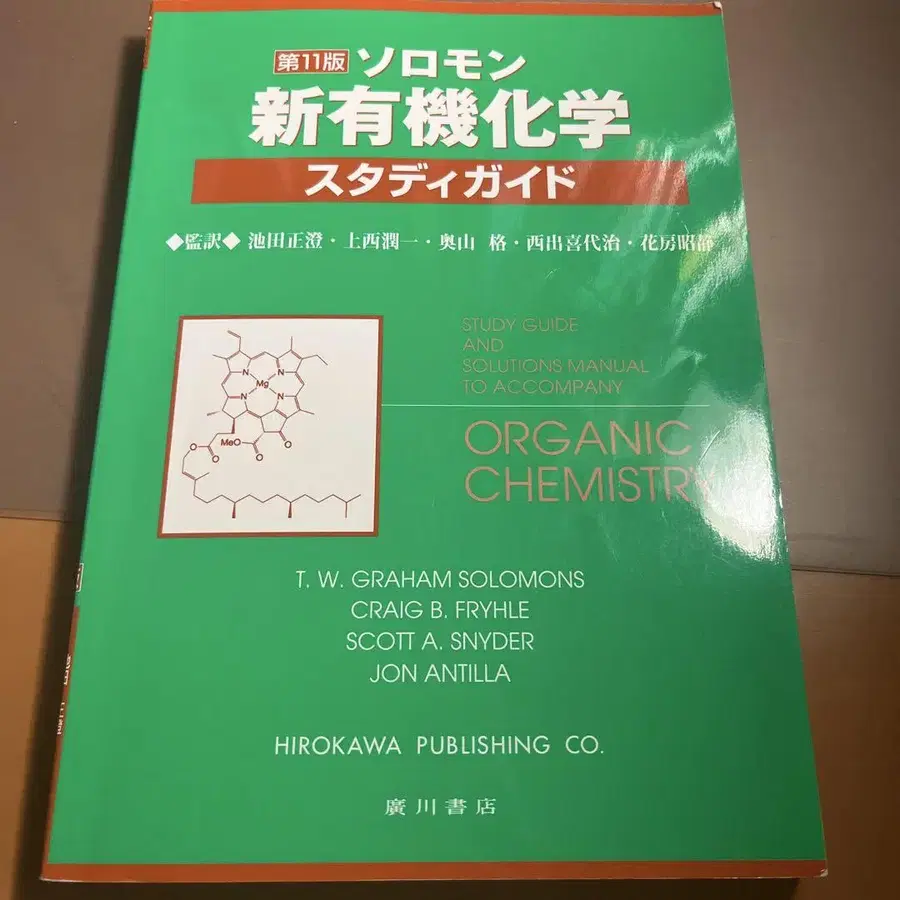 第11版 ソロモン
新有機化学
スタディガイド
◆監訳◆ 池田正澄・上西潤一・奥山 格・西出喜代治・花房昭静
STUDY GUIDE
AND
SOLUTIONS MANUAL
TO ACCOMPANY
ORGANIC
CHEMISTRY
N
N
Mg
N
N
MeO
O
O
O
O
O
T. W. GRAHAM SOLOMONS
CRAIG B. FRYHLE
SCOTT A. SNYDER
JON ANTILLA
HIROKAWA PUBLISHING CO.
廣川書店